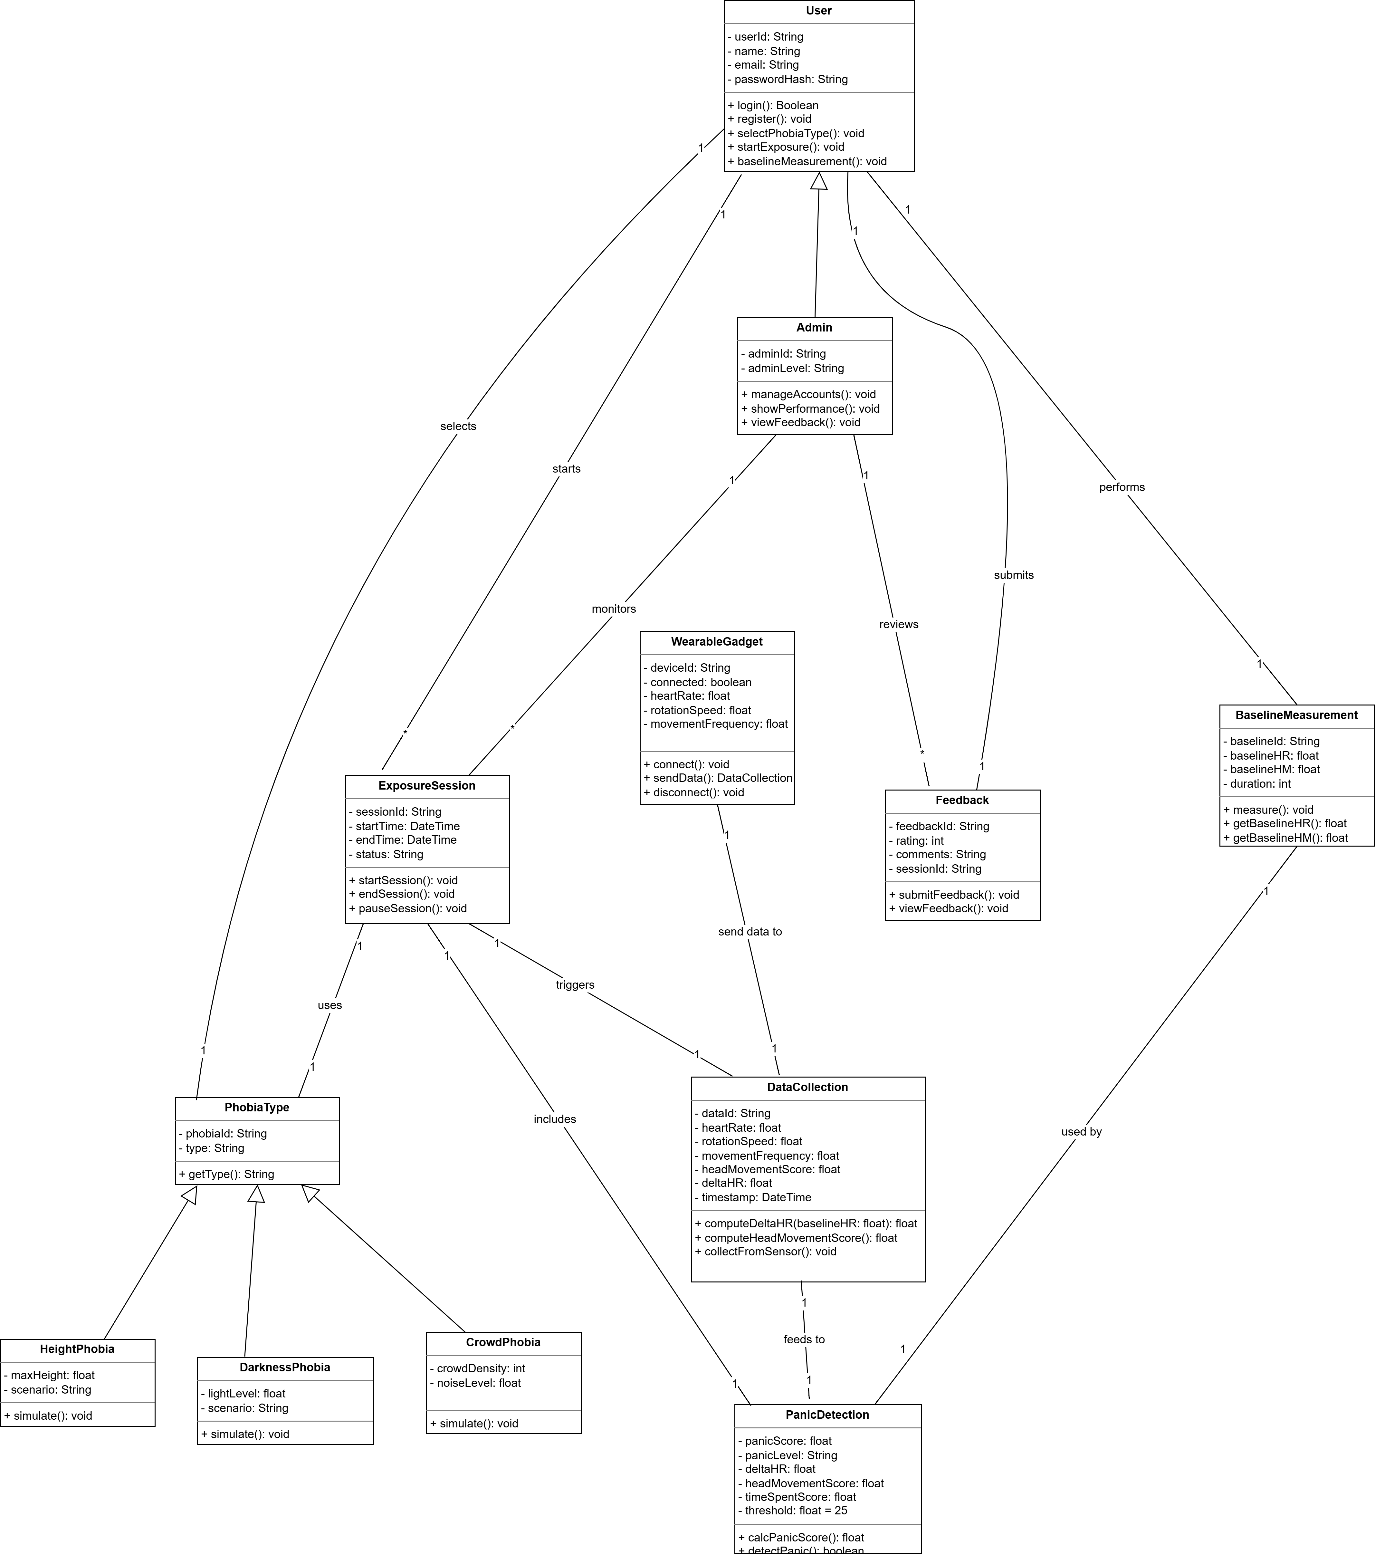 User
- userId: String
- name: String
- email: String
- passwordHash: String
+ login(): Boolean
+ register(): void
+ selectPhobiaType(): void
+ startExposure(): void
+ baselineMeasurement(): void
1
1
1
1
Admin
- adminId: String
- adminLevel: String
+ manageAccounts(): void
+ showPerformance(): void
+ viewFeedback(): void
selects
starts
1
1
performs
submits
monitors
reviews
WearableGadget
- deviceId: String
- connected: boolean
- heartRate: float
- rotationSpeed: float
- movementFrequency: float
+ connect(): void
+ sendData(): DataCollection
+ disconnect(): void
1
*
*
*
1
BaselineMeasurement
- baselineId: String
- baselineHR: float
- baselineHM: float
- duration: int
+ measure(): void
+ getBaselineHR(): float
+ getBaselineHM(): float
ExposureSession
- sessionId: String
- startTime: DateTime
- endTime: DateTime
- status: String
+ startSession(): void
+ endSession(): void
+ pauseSession(): void
Feedback
- feedbackId: String
- rating: int
- comments: String
- sessionId: String
+ submitFeedback(): void
+ viewFeedback(): void
1
1
1
1
1
send data to
triggers
uses
1
1
1
1
1
DataCollection
- dataId: String
- heartRate: float
- rotationSpeed: float
- movementFrequency: float
- headMovementScore: float
- deltaHR: float
- timestamp: DateTime
+ computeDeltaHR(baselineHR: float): float
+ computeHeadMovementScore(): float
+ collectFromSensor(): void
PhobiaType
- phobiaId: String
- type: String
+ getType(): String
includes
used by
1
feeds to
1
1
1
HeightPhobia
- maxHeight: float
- scenario: String
+ simulate(): void
DarknessPhobia
- lightLevel: float
- scenario: String
+ simulate(): void
CrowdPhobia
- crowdDensity: int
- noiseLevel: float
+ simulate(): void
PanicDetection
- panicScore: float
- panicLevel: String
- deltaHR: float
- headMovementScore: float
- timeSpentScore: float
- threshold: float = 25
+ calcPanicScore(): float
+ detectPanic(): boolean